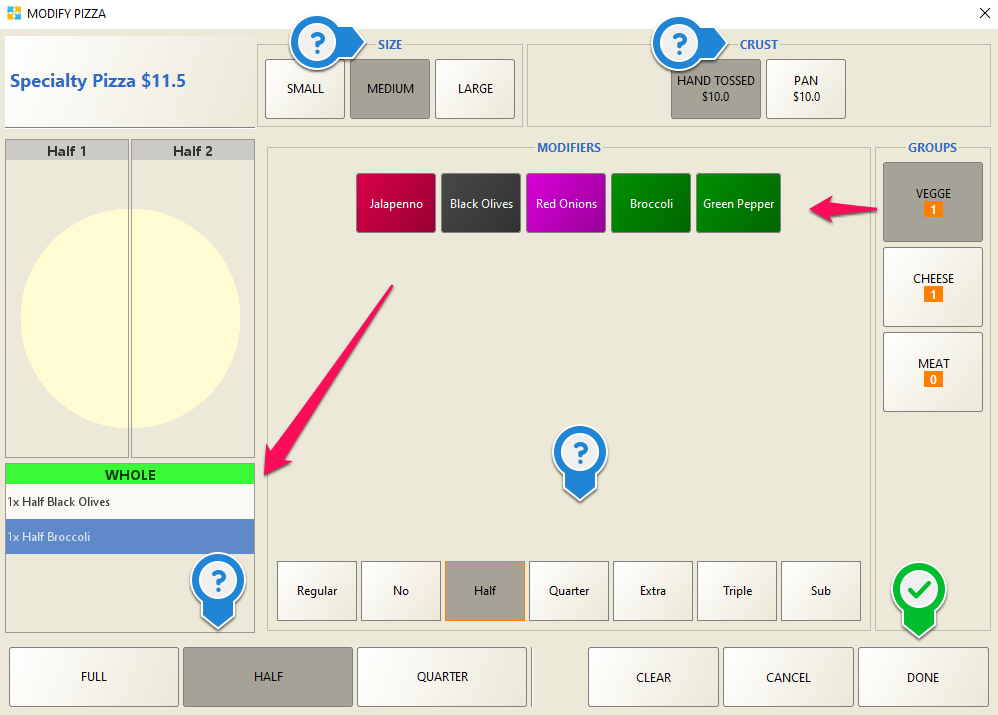 MODIFY PIZZA
Specialty Pizza $11.5
? SIZE
SMALL
MEDIUM
LARGE
? CRUST
HAND TOSSED
$10.0
PAN
$10.0
Half 1
Half 2
WHOLE
1x Half Black Olives
1x Half Broccoli
?
MODIFIERS
Jalapenno
Black Olives
Red Onions
Broccoli
Green Pepper
?
Regular
No
Half
Quarter
Extra
Triple
Sub
GROUPS
VEGGE
1
CHEESE
1
MEAT
0
FULL
HALF
QUARTER
CLEAR
CANCEL
DONE